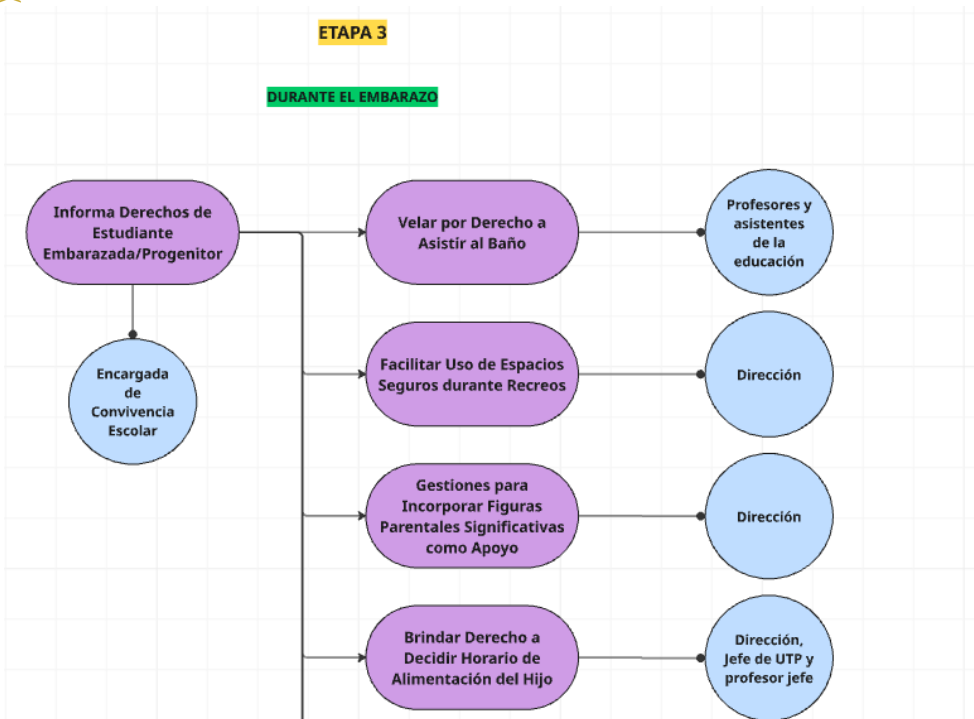 ETAPA 3
DURANTE EL EMBARAZO
Informa Derechos de
Estudiante
Embarazada/Progenitor
Velar por Derecho a
Asistir al Baño
Profesores y
asistentes
de la
educación
Encargada
de
Convivencia
Escolar
Facilitar Uso de Espacios
Seguros durante Recreos
Dirección
Gestiones para
Incorporar Figuras
Parentales Significativas
como Apoyo
Dirección
Brindar Derecho a
Decidir Horario de
Alimentación del Hijo
Dirección,
Jefe de UTP y
profesor jefe